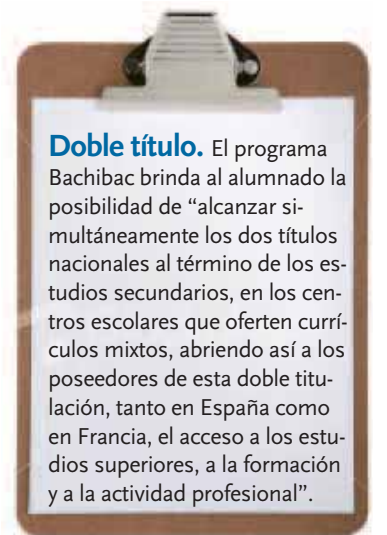 Doble título. El programa
Bachibac brinda al alumnado la
posibilidad de “alcanzar si-
multáneamente los dos títulos
nacionales al término de los es-
tudios secundarios, en los cen-
tros escolares que oferten currí-
culos mixtos, abriendo así a los
poseedores de esta doble titu-
lación, tanto en España como
en Francia, el acceso a los estu-
dios superiores, a la formación
y a la actividad profesional”.